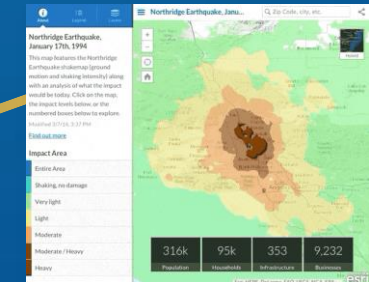 About
Legend
Layers
Northridge Earthquake, Janu...
Zip Code, city, etc.
Northridge Earthquake,
January 17th, 1994
This map features the Northridge
Earthquake shakemap (ground
motion and shaking intensity) along
with an analysis of what the impact
would be today. Click on the map,
the impact levels below, or the
numbered boxes below to explore.
Find out more
Impact Area
Entire Area
Shaking, no damage
Very light
Light
Moderate
Moderate / Heavy
Heavy
316k
95k
353
9,232
Population
Households
Infrastructure
Businesses
esri